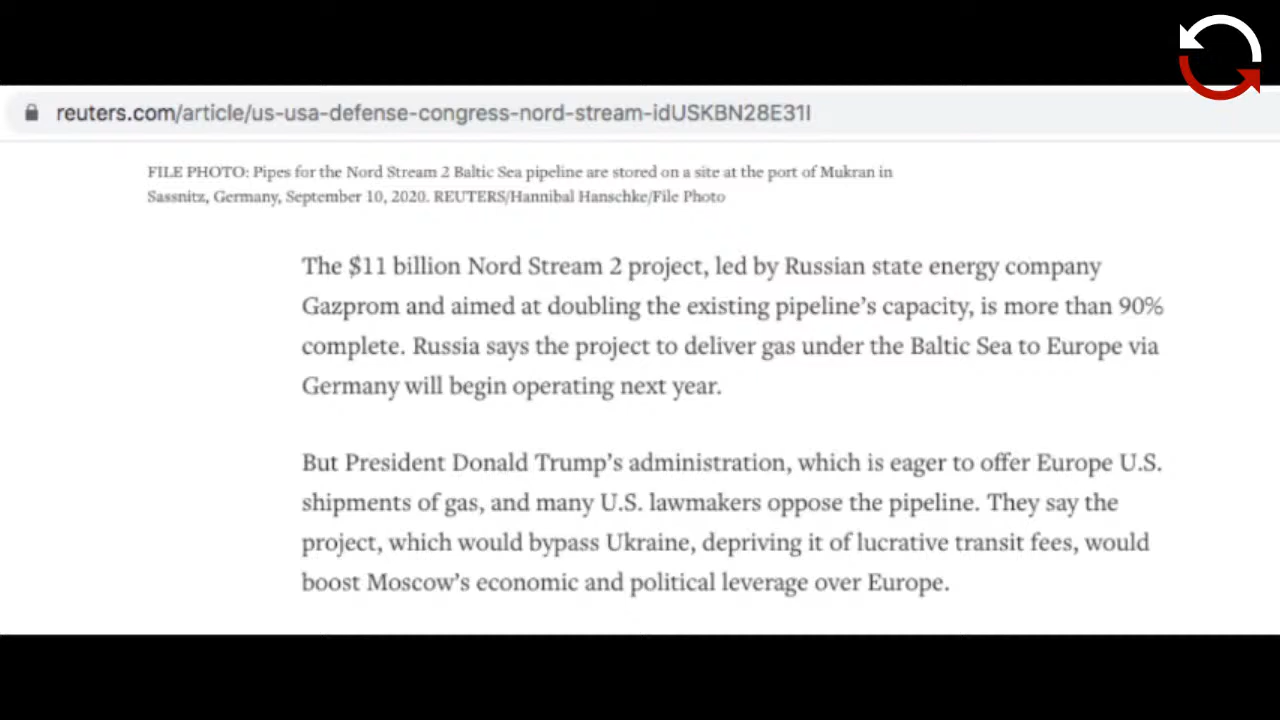 reuters.com/article/us-usa-defense-congress-nord-stream-idUSKBN28E31I
FILE PHOTO: Pipes for the Nord Stream 2 Baltic Sea pipeline are stored on a site at the port of Mukran in
Sassnitz, Germany, September 10, 2020. REUTERS/Hannibal Hanschke/File Photo
The $11 billion Nord Stream 2 project, led by Russian state energy company
Gazprom and aimed at doubling the existing pipeline’s capacity, is more than 90%
complete. Russia says the project to deliver gas under the Baltic Sea to Europe via
Germany will begin operating next year.
But President Donald Trump’s administration, which is eager to offer Europe U.S.
shipments of gas, and many U.S. lawmakers oppose the pipeline. They say the
project, which would bypass Ukraine, depriving it of lucrative transit fees, would
boost Moscow’s economic and political leverage over Europe.